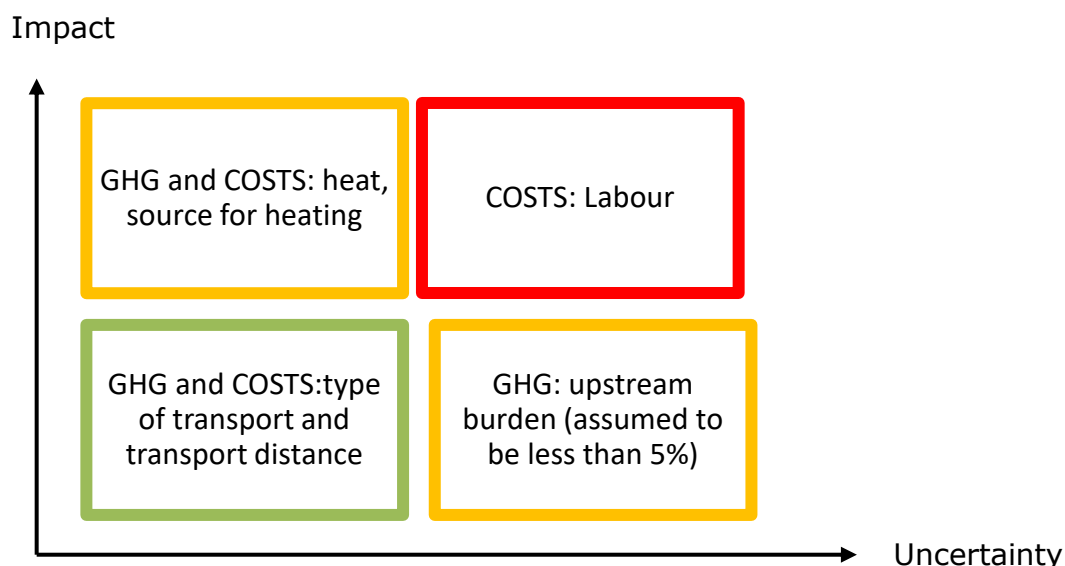 Impact
GHG and COSTS: heat,
source for heating
COSTS: Labour
GHG and COSTS:type
of transport and
transport distance
GHG: upstream
burden (assumed to
be less than 5%)
Uncertainty